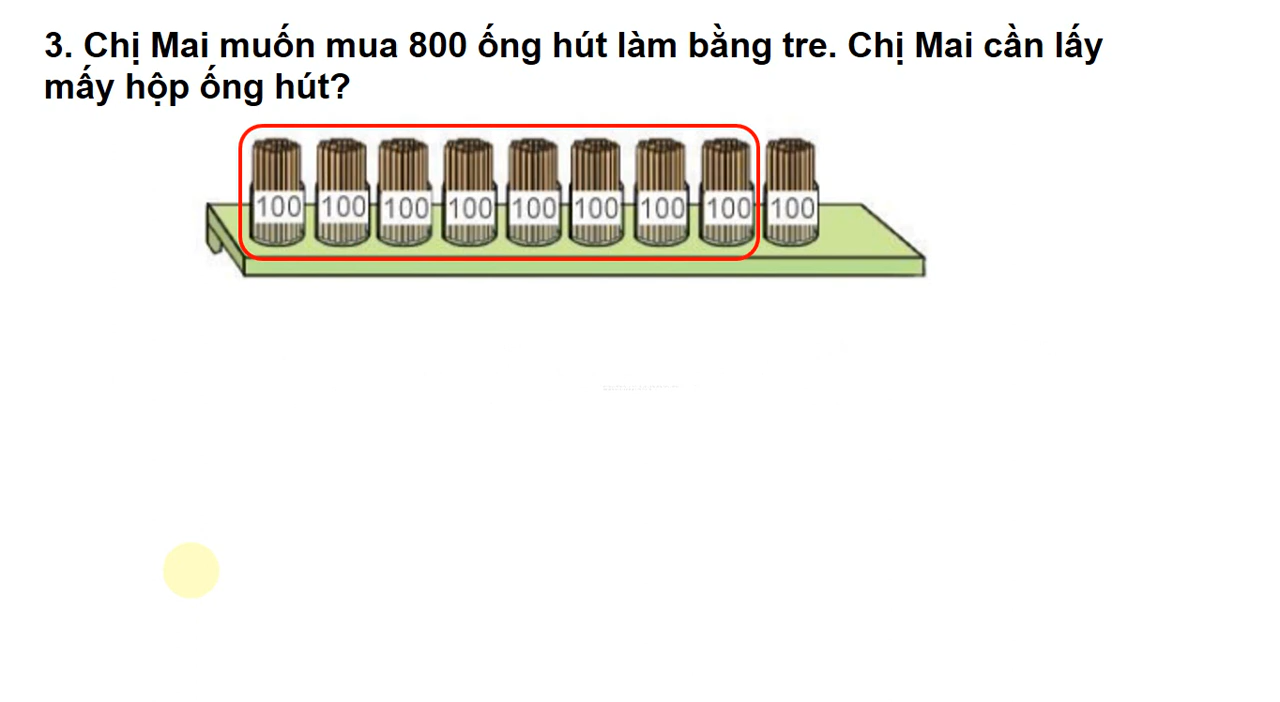 3. Chị Mai muốn mua 800 ống hút làm bằng tre. Chị Mai cần lấy
mấy hộp ống hút?
100 100 100 100 100 100 100 100 100